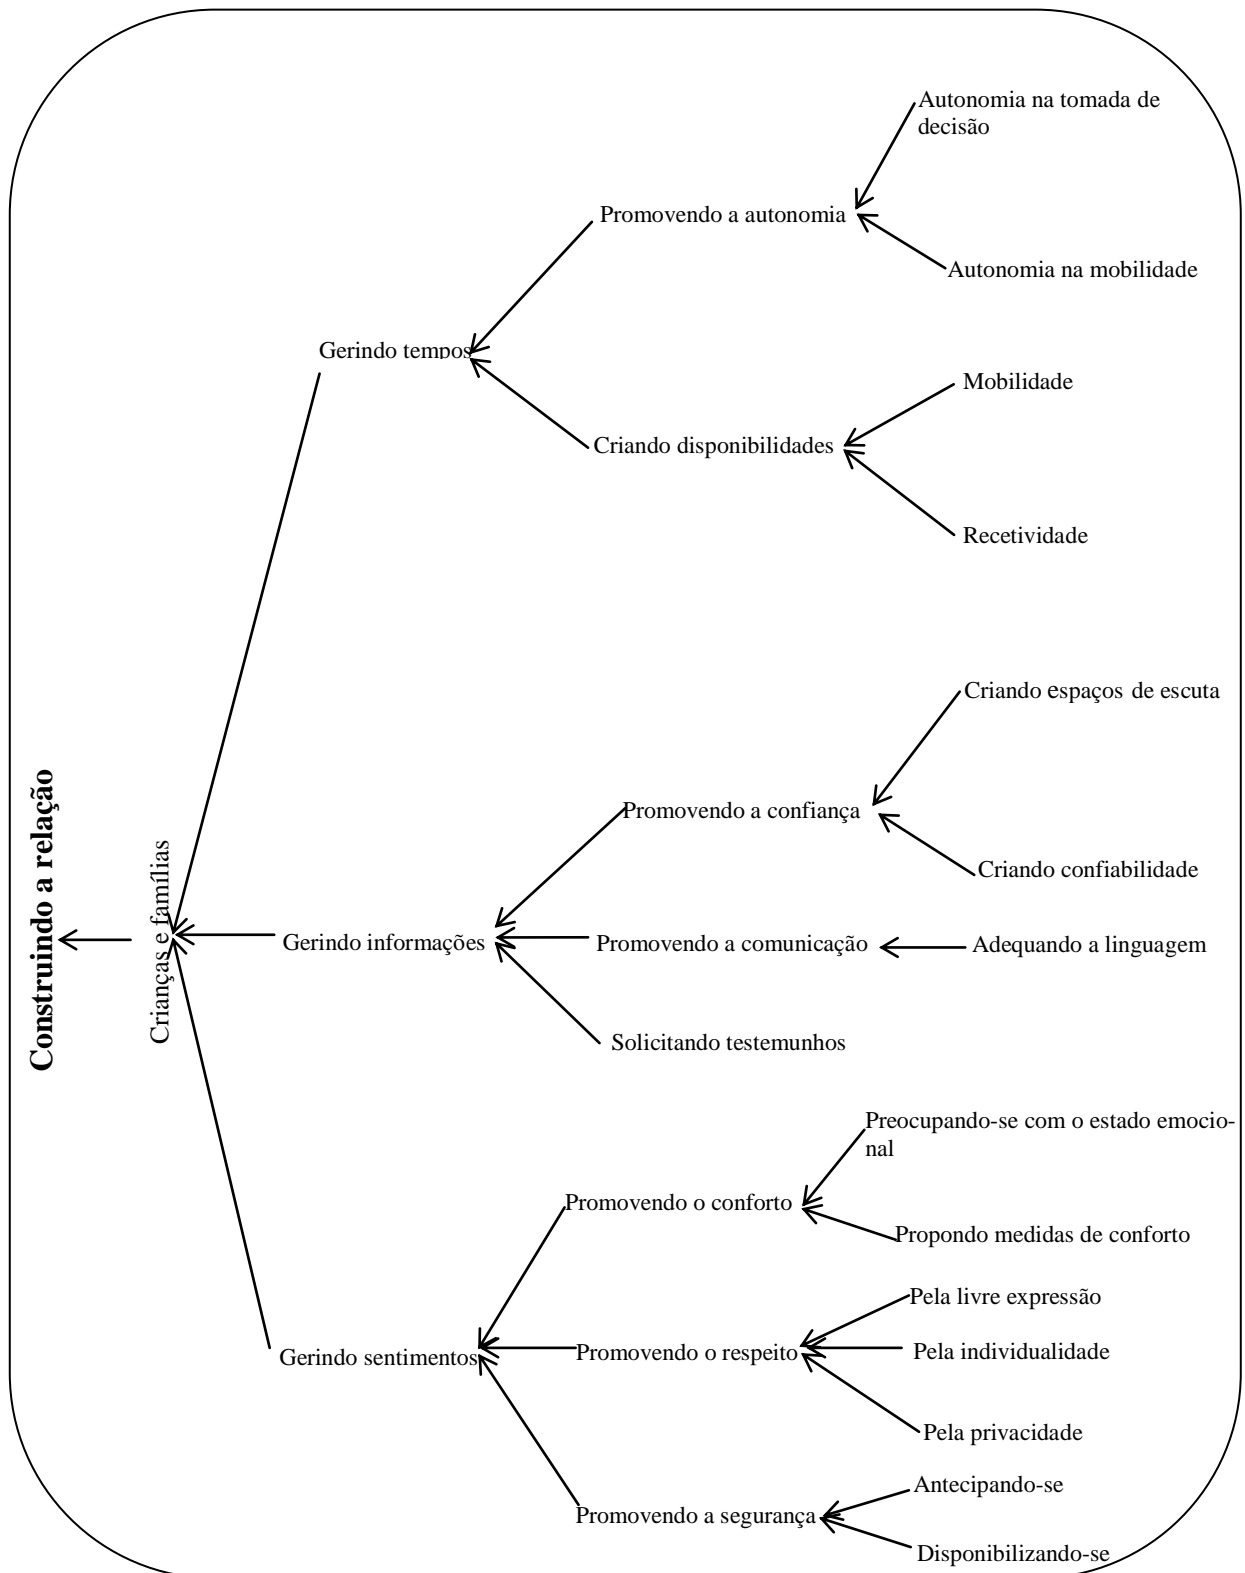 Construindo a relação
Crianças e famílias
Gerindo tempos
Promovendo a autonomia
Autonomia na tomada de
decisão
Autonomia na mobilidade
Criando disponibilidades
Mobilidade
Recetividade
Gerindo informações
Promovendo a confiança
Criando espaços de escuta
Criando confiabilidade
Promovendo a comunicação
Adequando a linguagem
Solicitando testemunhos
Gerindo sentimentos
Promovendo o conforto
Preocupando-se com o estado emocio-
nal
Propondo medidas de conforto
Promovendo o respeito
Pela livre expressão
Pela individualidade
Pela privacidade
Promovendo a segurança
Antecipando-se
Disponibilizando-se